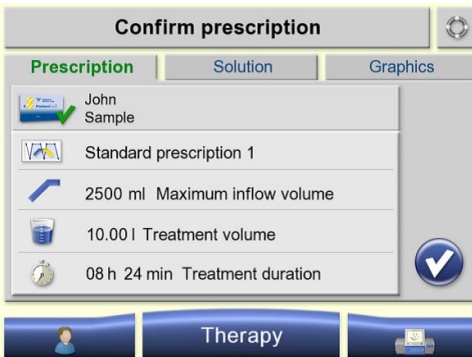 Confirm prescription
Prescription
Solution
Graphics
John
Sample
Standard prescription 1
2500 ml Maximum inflow volume
10.00 l Treatment volume
08 h 24 min Treatment duration
Therapy